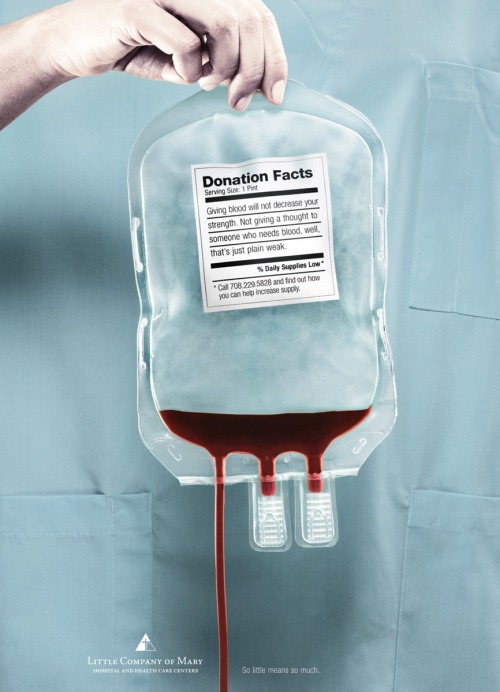 Donation Facts
Serving Size: 1 Pint
Giving blood will not decrease your
strength. Not giving a thought to
someone who needs blood, well,
that's just plain weak.
% Daily Supplies Low*
* Call 708.229.5828 and find out how
you can help increase supply.
LITTLE COMPANY OF MARY
HOSPITAL AND HEALTH CARE CENTERS
So little means so much.